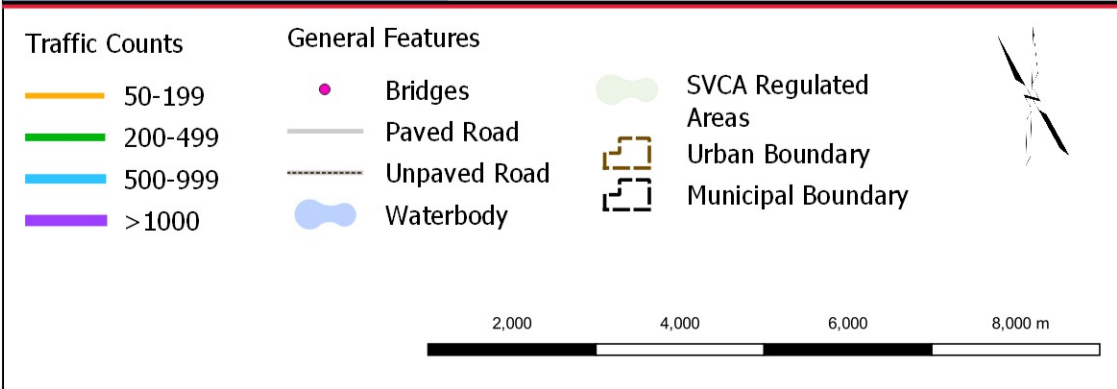 Traffic Counts
50-199
200-499
500-999
>1000
General Features
Bridges
Paved Road
Unpaved Road
Waterbody
SVCA Regulated
Areas
Urban Boundary
Municipal Boundary
2,000 4,000 6,000 8,000 m